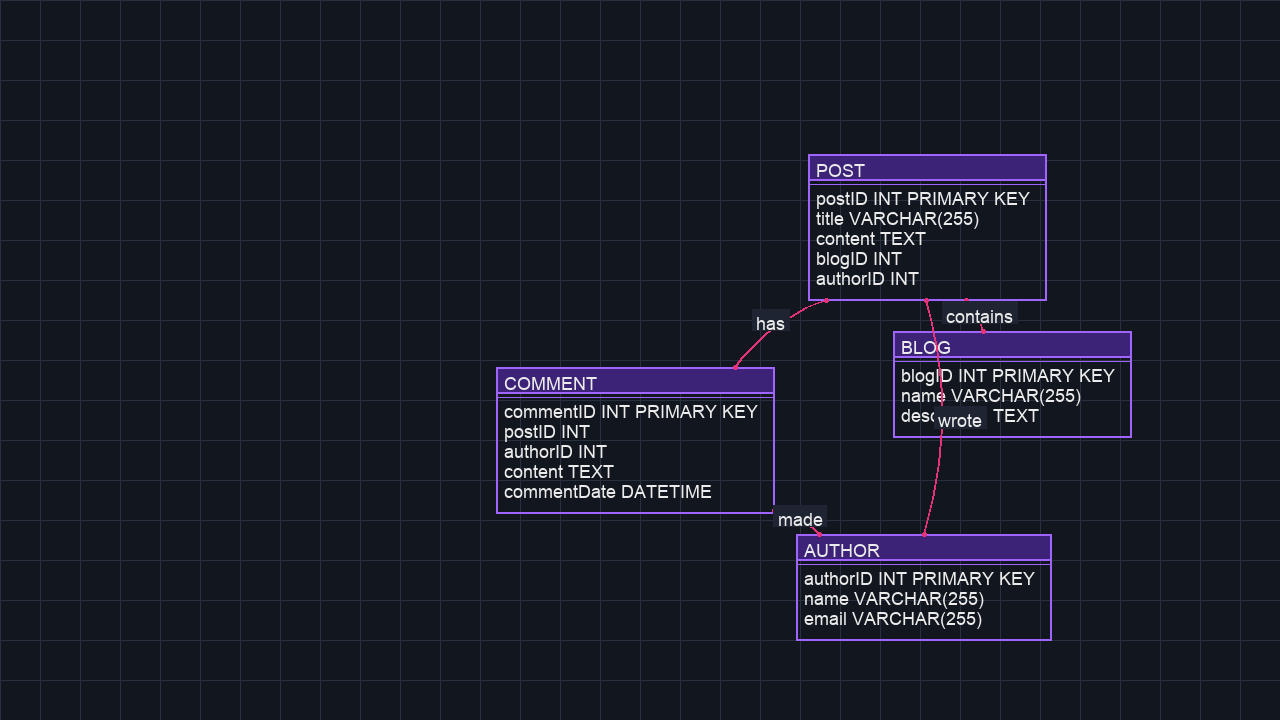 POST
postID INT PRIMARY KEY
title VARCHAR(255)
content TEXT
blogID INT
authorID INT
has
contains
BLOG
blogID INT PRIMARY KEY
name VARCHAR(255)
TEXT
wrote
COMMENT
commentID INT PRIMARY KEY
postID INT
authorID INT
content TEXT
commentDate DATETIME
made
AUTHOR
authorID INT PRIMARY KEY
name VARCHAR(255)
email VARCHAR(255)